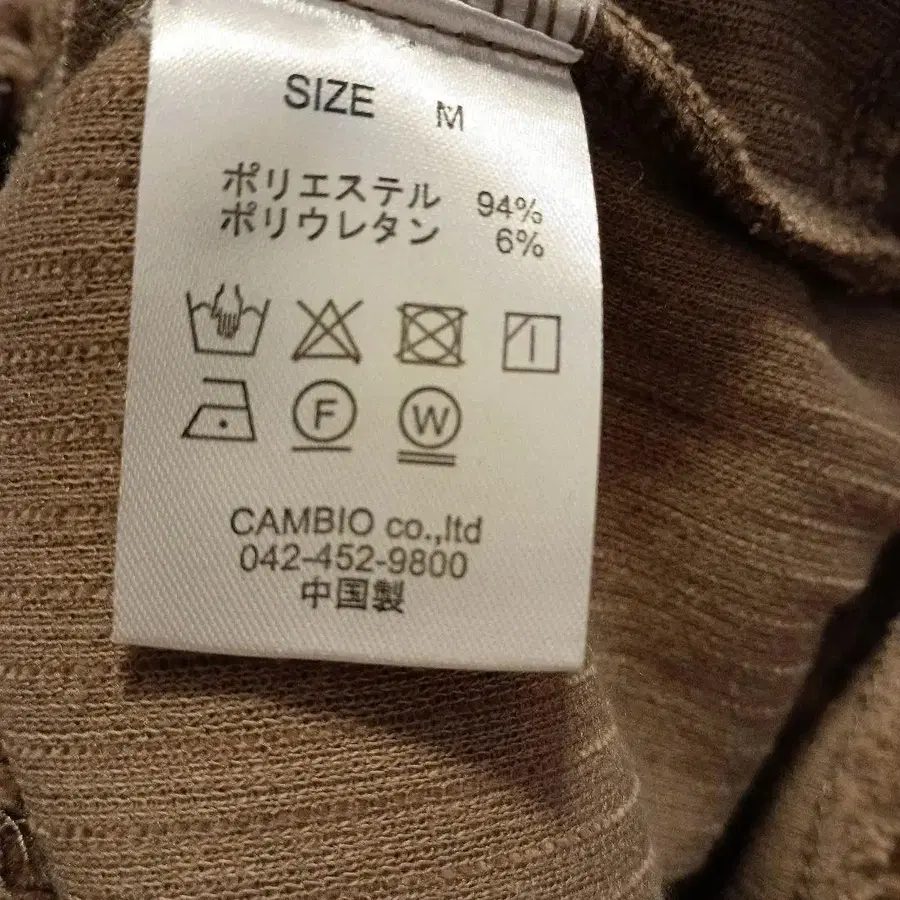 SIZE M
ポリエステル 94%
ポリウレタン 6%
F W
CAMBIO co.,ltd
042-452-9800
中国製